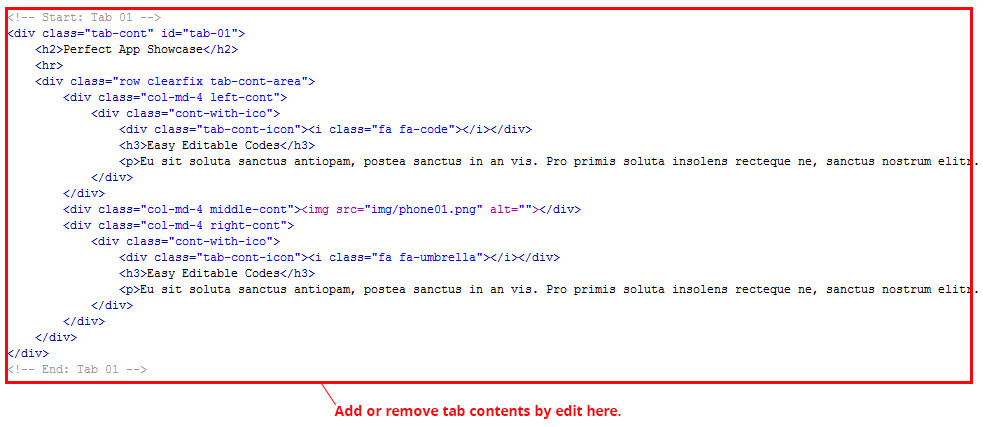 <!-- Start: Tab 01 -->
<div class="tab-cont" id="tab-01">
    <h2>Perfect App Showcase</h2>
    <hr>
    <div class="row clearfix tab-cont-area">
        <div class="col-md-4 left-cont">
            <div class="cont-with-ico">
                <div class="tab-cont-icon"><i class="fa fa-code"></i></div>
                <h3>Easy Editable Codes</h3>
                <p>Eu sit soluta sanctus antiopam, postea sanctus in an vis. Pro primis soluta insolens recteque ne, sanctus nostrum elitr.
            </div>
        </div>
        <div class="col-md-4 middle-cont"><img src="img/phone01.png" alt=""></div>
        <div class="col-md-4 right-cont">
            <div class="cont-with-ico">
                <div class="tab-cont-icon"><i class="fa fa-umbrella"></i></div>
                <h3>Easy Editable Codes</h3>
                <p>Eu sit soluta sanctus antiopam, postea sanctus in an vis. Pro primis soluta insolens recteque ne, sanctus nostrum elitr.
            </div>
        </div>
    </div>
</div>
<!-- End: Tab 01 -->
Add or remove tab contents by edit here.